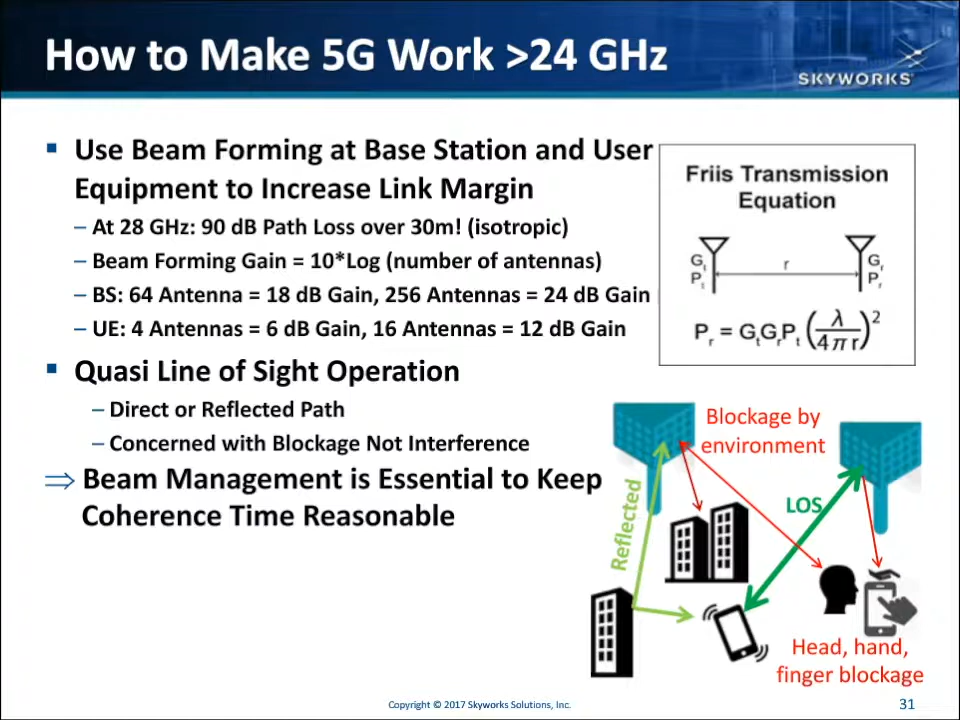 How to Make 5G Work >24 GHz
SKYWORKS
▪ Use Beam Forming at Base Station and User
Equipment to Increase Link Margin
– At 28 GHz: 90 dB Path Loss over 30m! (isotropic)
– Beam Forming Gain = 10*Log (number of antennas)
– BS: 64 Antenna = 18 dB Gain, 256 Antennas = 24 dB Gain
– UE: 4 Antennas = 6 dB Gain, 16 Antennas = 12 dB Gain
▪ Quasi Line of Sight Operation
– Direct or Reflected Path
– Concerned with Blockage Not Interference
⇒ Beam Management is Essential to Keep
Coherence Time Reasonable
Friis Transmission
Equation
Gt
Pt
r
Gr
Pr
Pr = GtGrPt (λ/4πr)²
Blockage by
environment
Reflected
LOS
Head, hand,
finger blockage
Copyright © 2017 Skyworks Solutions, Inc.
31